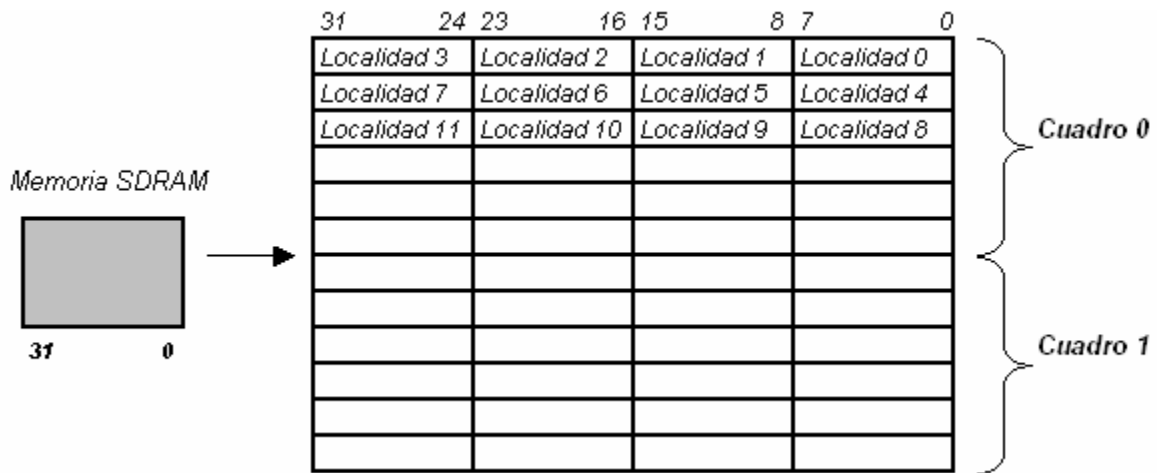 31 24 23 16 15 8 7 0
Localidad 3 Localidad 2 Localidad 1 Localidad 0
Localidad 7 Localidad 6 Localidad 5 Localidad 4
Localidad 11 Localidad 10 Localidad 9 Localidad 8
Cuadro 0
Memoria SDRAM
31 0
Cuadro 1